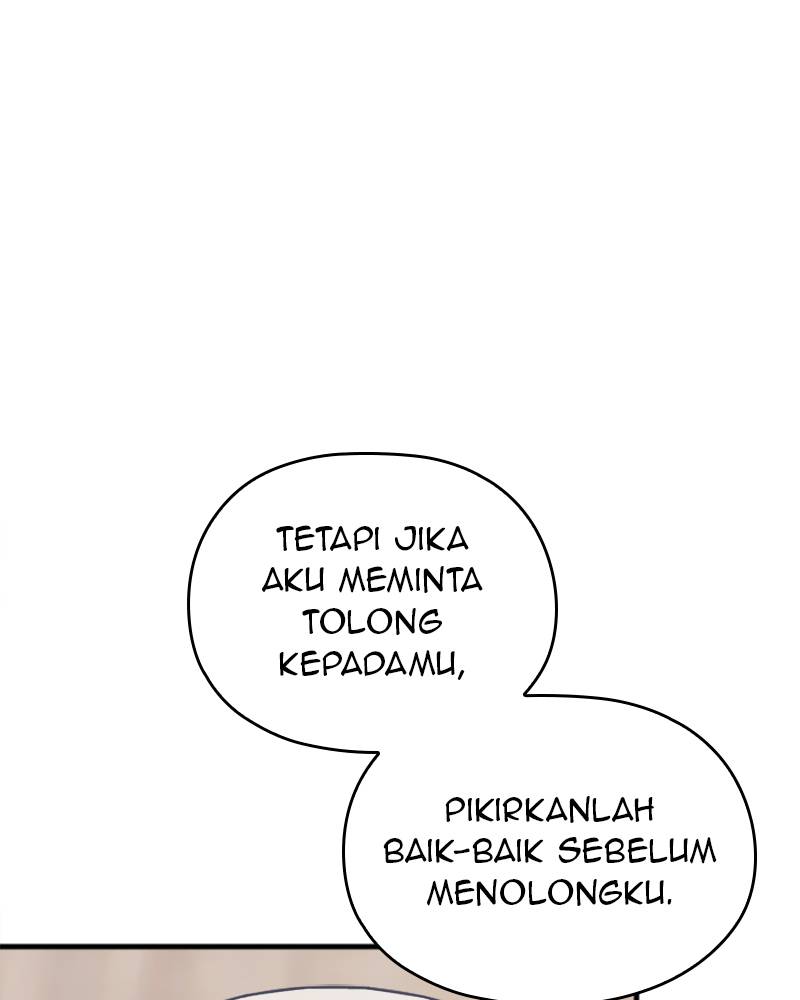 TETAPI JIKA
AKU MEMINTA
TOLONG
KEPADAMU,
PIKIRKANLAH
BAIK-BAIK SEBELUM
MENOLONGKU.